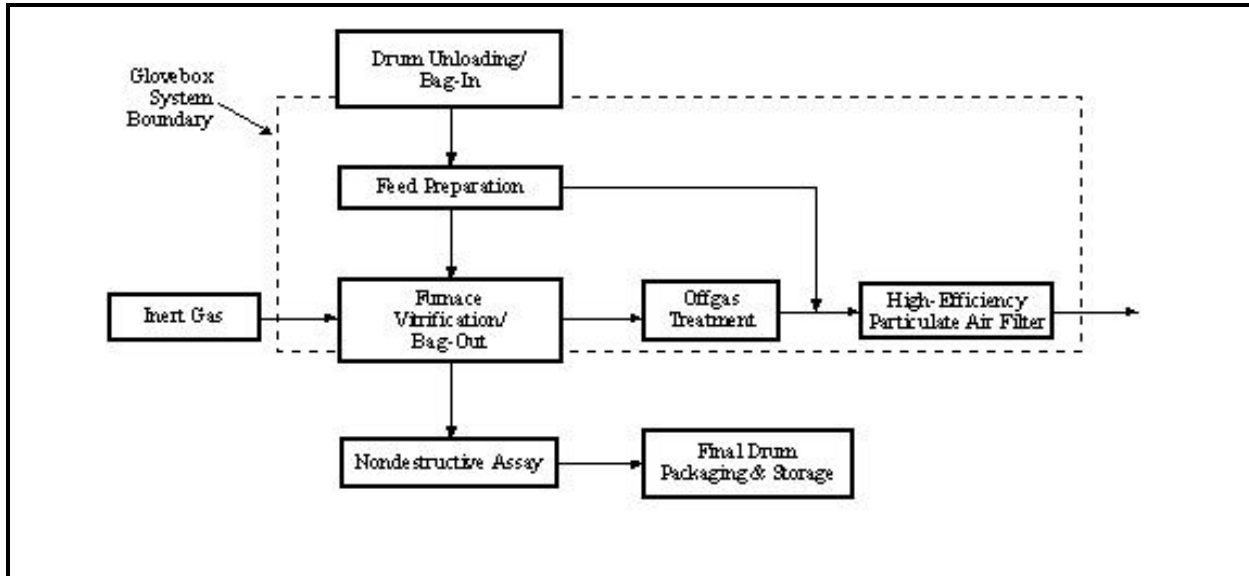 Drum Unloading/
Bag-In
Glovebox
System
Boundary
Feed Preparation
Inert Gas
Furnace
Vitrification/
Bag-Out
Offgas
Treatment
High-Efficiency
Particulate Air Filter
Nondestructive Assay
Final Drum
Packaging & Storage